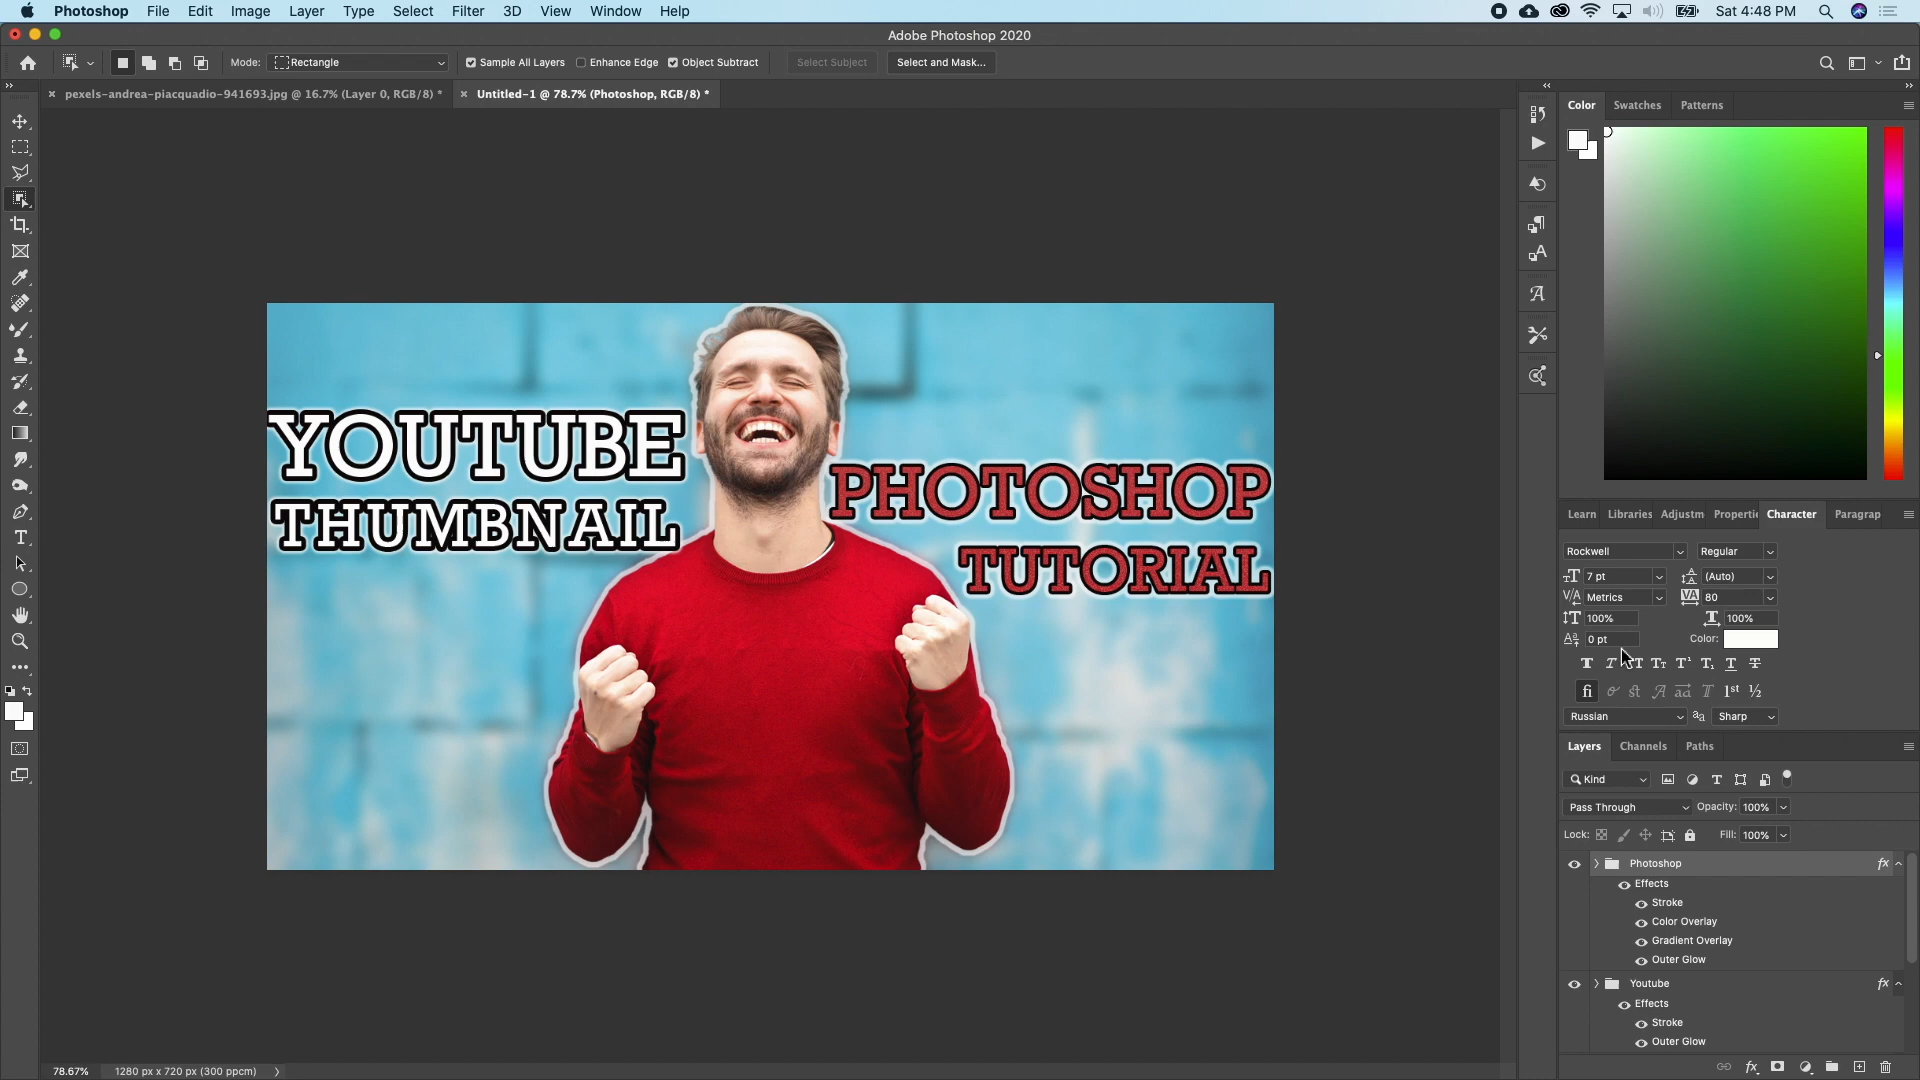 Photoshop File Edit Image Layer Type Select Filter 3D View Window Help Sat 4:48 PM
Adobe Photoshop 2020
Mode: Rectangle Sample All Layers Enhance Edge Object Subtract Select Subject Select and Mask...
pexels-andrea-piacquadio-941693.jpg @ 16.7% (Layer 0, RGB/8) * Untitled-1 @ 78.7% (Photoshop, RGB/8) *
Color Swatches Patterns
YOUTUBE
THUMBNAIL
PHOTOSHOP
TUTORIAL
Learn Libraries Adjustm Properti Character Paragrap
Rockwell Regular
7 pt (Auto)
Metrics 80
100% 100%
0 pt Color:
Russian Sharp
Layers Channels Paths
Kind
Pass Through Opacity: 100%
Lock: Fill: 100%
Photoshop fx
Effects
Stroke
Color Overlay
Gradient Overlay
Outer Glow
Youtube fx
Effects
Stroke
Outer Glow
78.67% 1280 px x 720 px (300 ppcm)